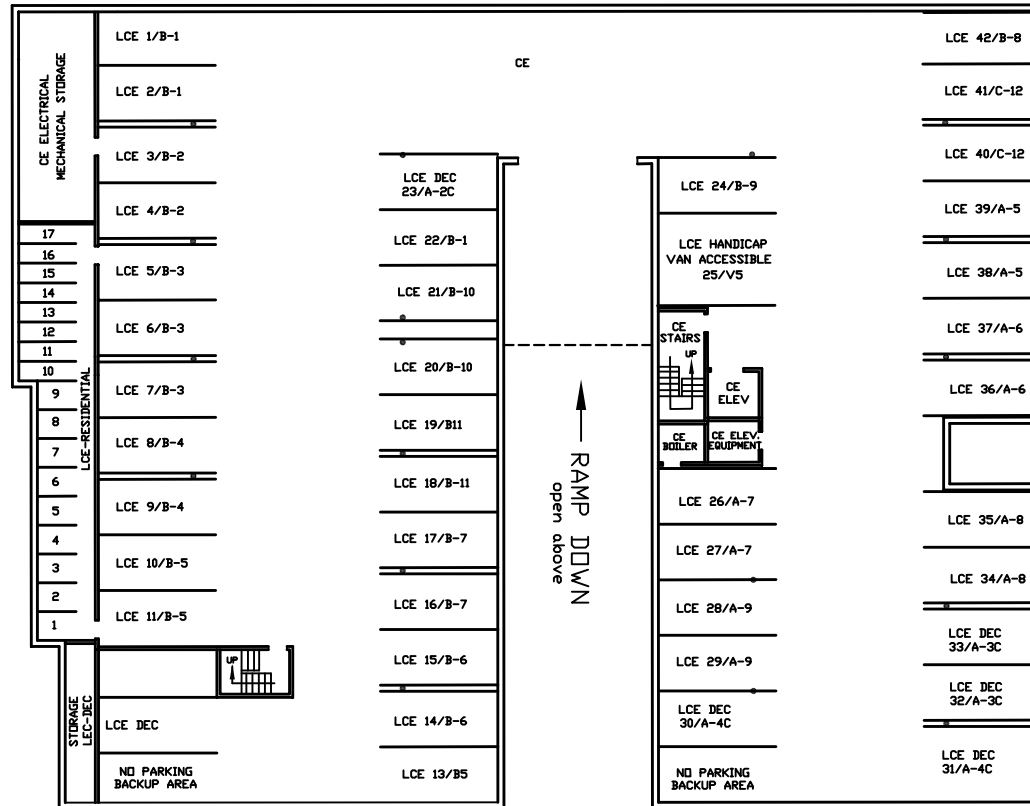 CE ELECTRICAL
MECHANICAL STORAGE
17
16
15
14
13
12
11
10
9
8
7
6
5
4
3
2
1
LCE-RESIDENTIAL
STORAGE
LEC-DEC
LCE 1/B-1
LCE 2/B-1
LCE 3/B-2
LCE 4/B-2
LCE 5/B-3
LCE 6/B-3
LCE 7/B-3
LCE 8/B-4
LCE 9/B-4
LCE 10/B-5
LCE 11/B-5
UP
LCE DEC
NO PARKING
BACKUP AREA
CE
LCE DEC
23/A-2C
LCE 22/B-1
LCE 21/B-10
LCE 20/B-10
LCE 19/B11
LCE 18/B-11
LCE 17/B-7
LCE 16/B-7
LCE 15/B-6
LCE 14/B-6
LCE 13/B5
RAMP DOWN
open above
LCE 24/B-9
LCE HANDICAP
VAN ACCESSIBLE
25/V5
CE
STAIRS
UP
CE
ELEV
CE
BOILER
CE ELEV.
EQUIPMENT
LCE 26/A-7
LCE 27/A-7
LCE 28/A-9
LCE 29/A-9
LCE DEC
30/A-4C
NO PARKING
BACKUP AREA
LCE 42/B-8
LCE 41/C-12
LCE 40/C-12
LCE 39/A-5
LCE 38/A-5
LCE 37/A-6
LCE 36/A-6
LCE 35/A-8
LCE 34/A-8
LCE DEC
33/A-3C
LCE DEC
32/A-3C
LCE DEC
31/A-4C